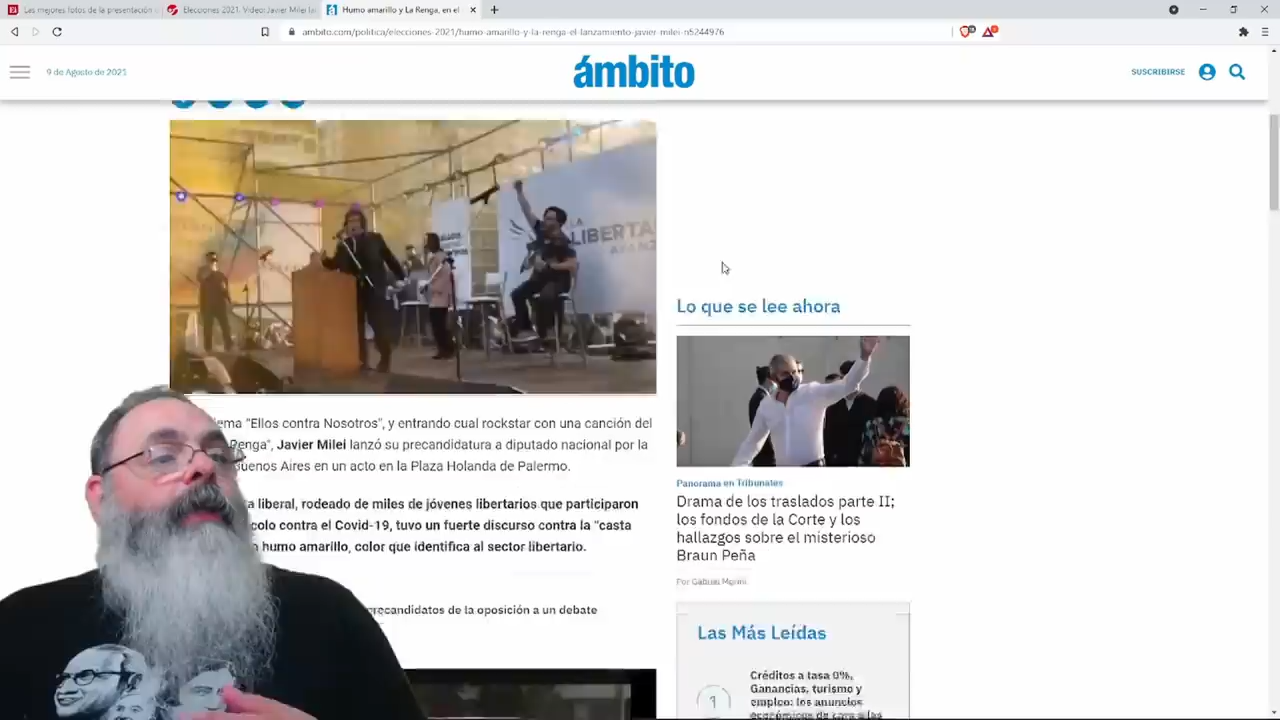 Las mejores fotos de la presentación
Elecciones 2021. Video: Javier Milei
Humo amarillo y La Renga, en el
ambito.com/politica/elecciones-2021/humo-amarillo-y-la-renga-el-lanzamiento-javier-milei-n5244976
9 de Agosto de 2021
ámbito
SUSCRIBIRSE
LA
LIBERTA
AVANZ
ema "Ellos contra Nosotros", y entrando cual rockstar con una canción del
Renga", Javier Milei lanzó su precandidatura a diputado nacional por la
Buenos Aires en un acto en la Plaza Holanda de Palermo.
a liberal, rodeado de miles de jóvenes libertarios que participaron
colo contra el Covid-19, tuvo un fuerte discurso contra la "casta
humo amarillo, color que identifica al sector libertario.
precandidatos de la oposición a un debate
Lo que se lee ahora
Panorama en Tribunales
Drama de los traslados parte II;
los fondos de la Corte y los
hallazgos sobre el misterioso
Braun Peña
Por Gabriel Morini
Las Más Leídas
1
Créditos a tasa 0%,
Ganancias, turismo y
empleo: los anuncios
económicos de cara a las